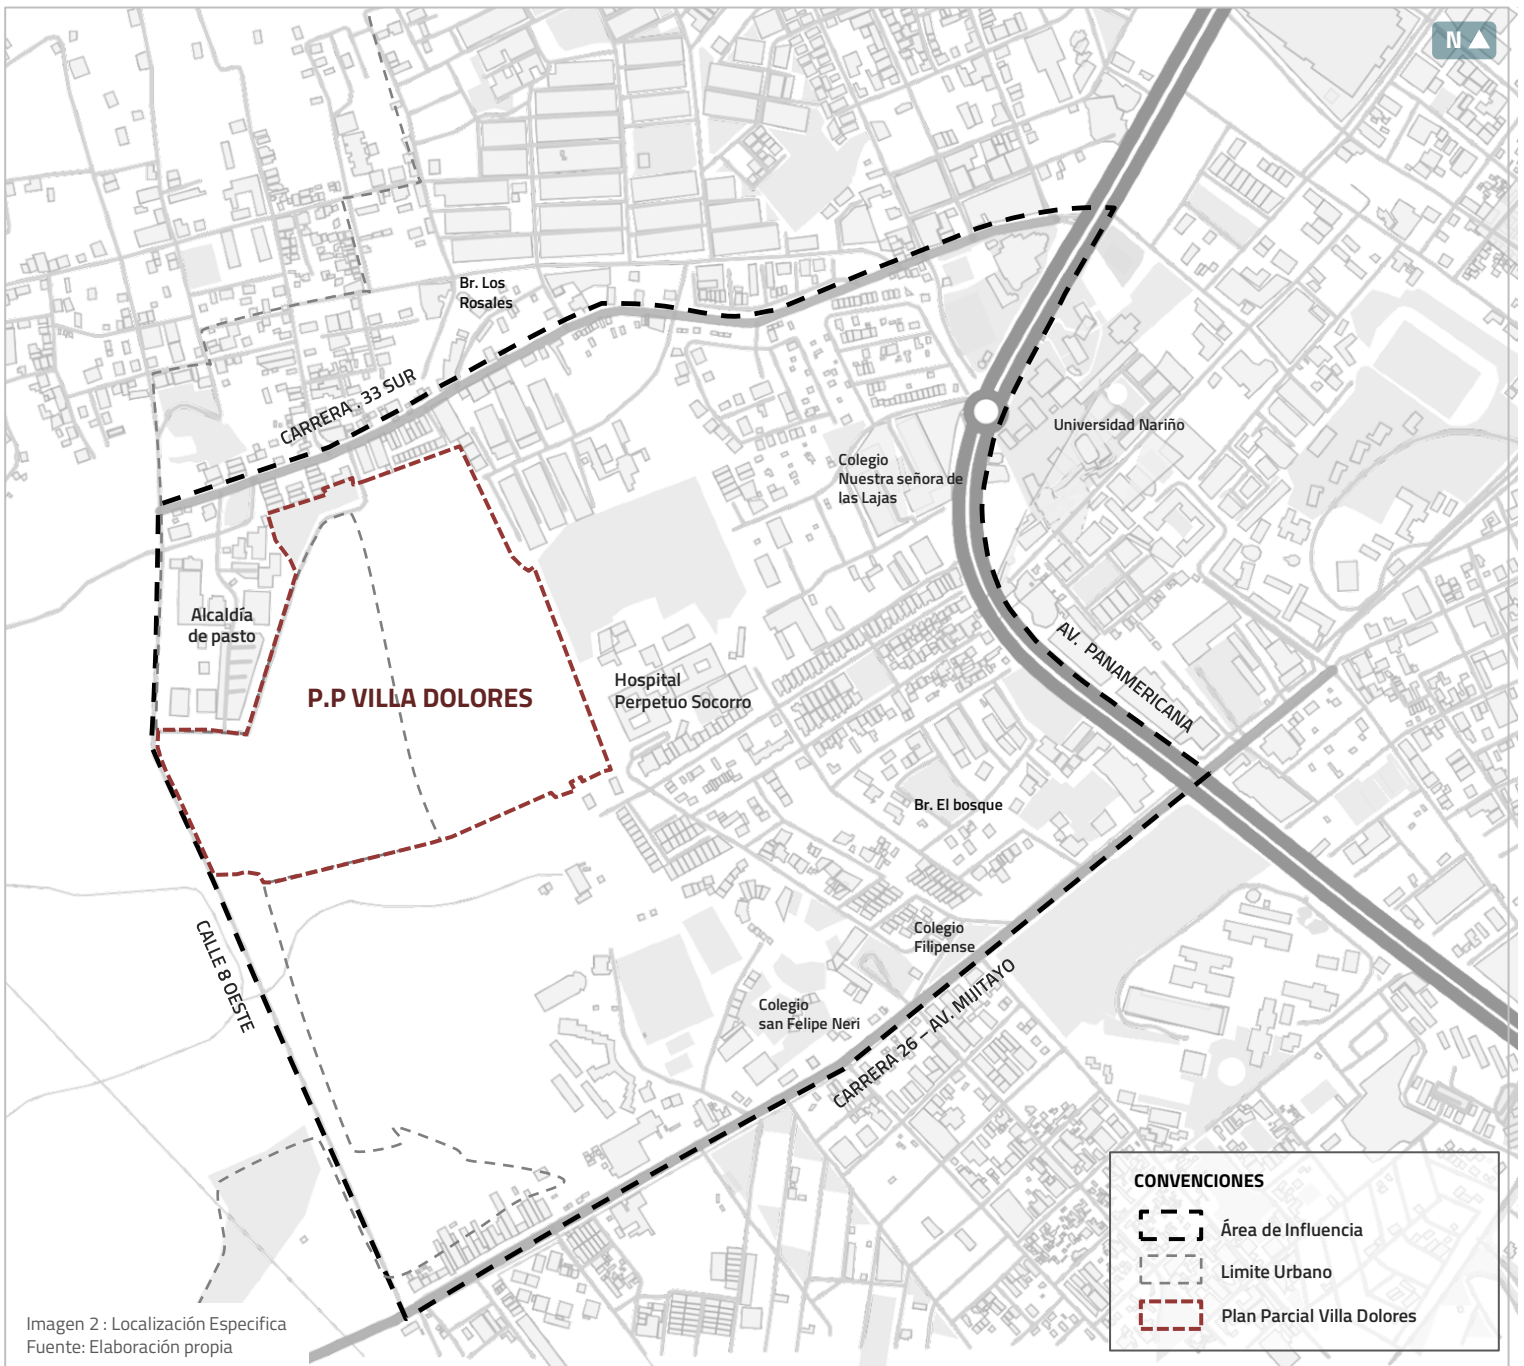 N
Br. Los
Rosales
CARRERA . 33 SUR
Universidad Nariño
Colegio
Nuestra señora de
las Lajas
Alcaldía
de pasto
AV. PANAMERICANA
Hospital
Perpetuo Socorro
P.P VILLA DOLORES
Br. El bosque
CALLE 8 OESTE
Colegio
Filipense
Colegio
san Felipe Neri
CARRERA 26 – AV. MIJITAYO
CONVENCIONES
Área de Influencia
Limite Urbano
Plan Parcial Villa Dolores
Imagen 2 : Localización Especifica
Fuente: Elaboración propia